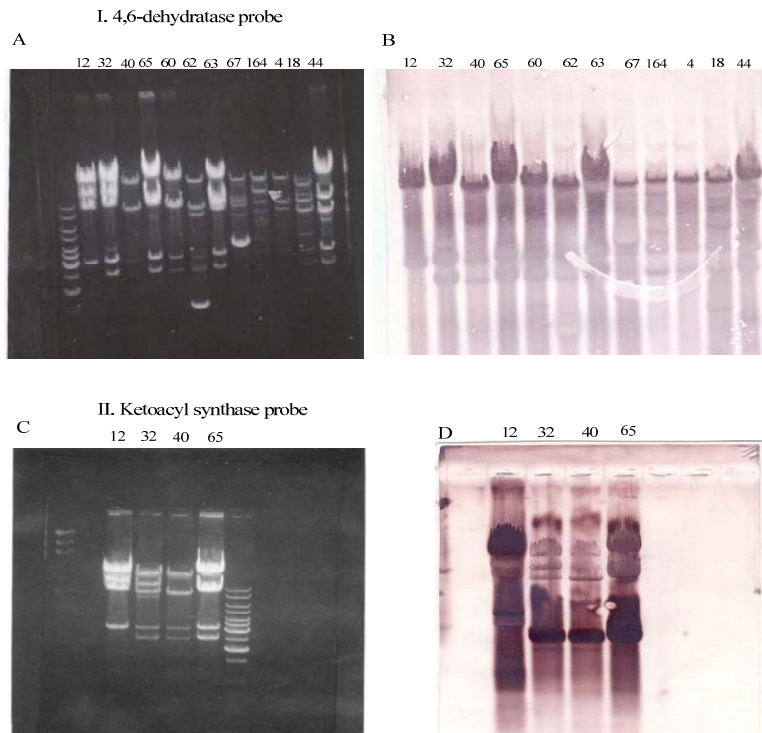 I. 4,6-dehydratase probe
A
12 32 40 65 60 62 63 67 164 4 18 44
B
12 32 40 65 60 62 63 67 164 4 18 44
II. Ketoacyl synthase probe
C
12 32 40 65
D
12 32 40 65